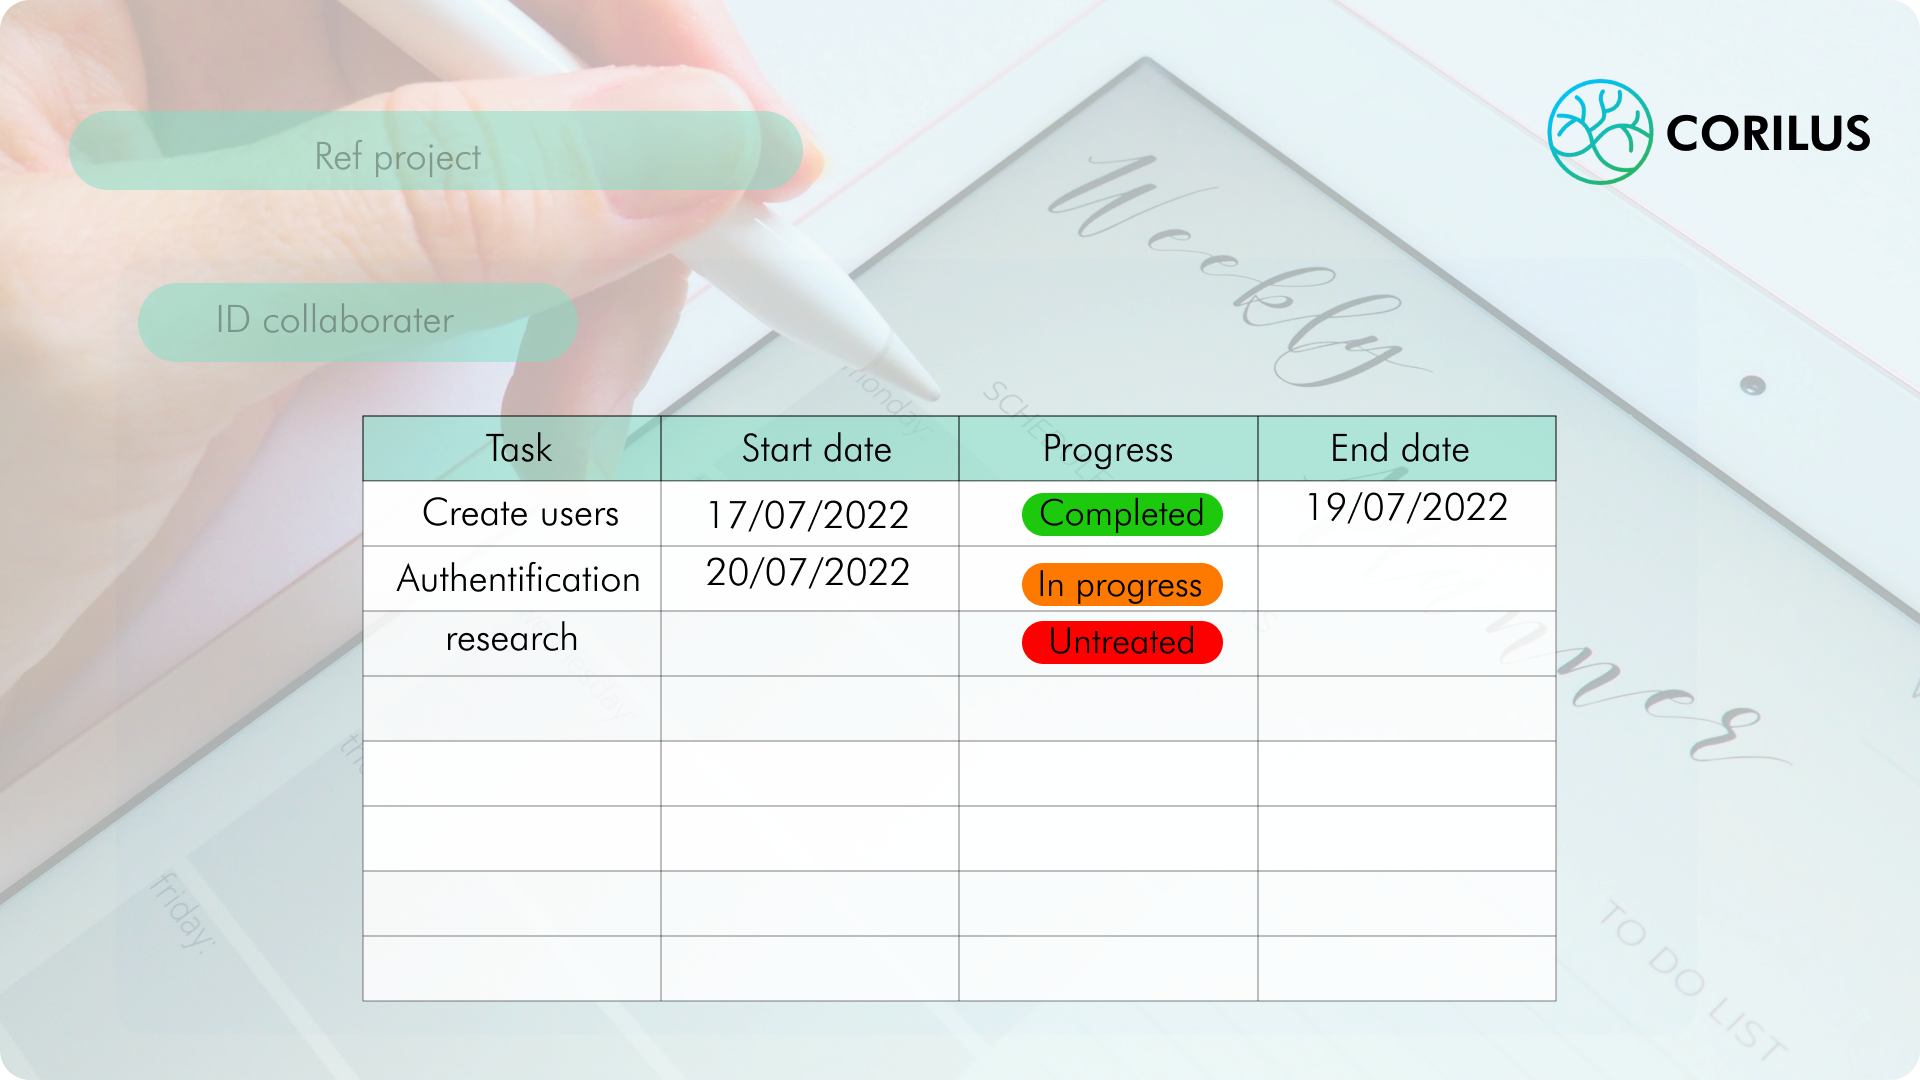 CORILUS
Ref project
ID collaborater
Weekly
monday
SCHEDULE
Task Start date Progress End date
Create users 17/07/2022 Completed 19/07/2022
Authentification 20/07/2022 In progress
research Untreated
Planner
friday:
TO DO LIST